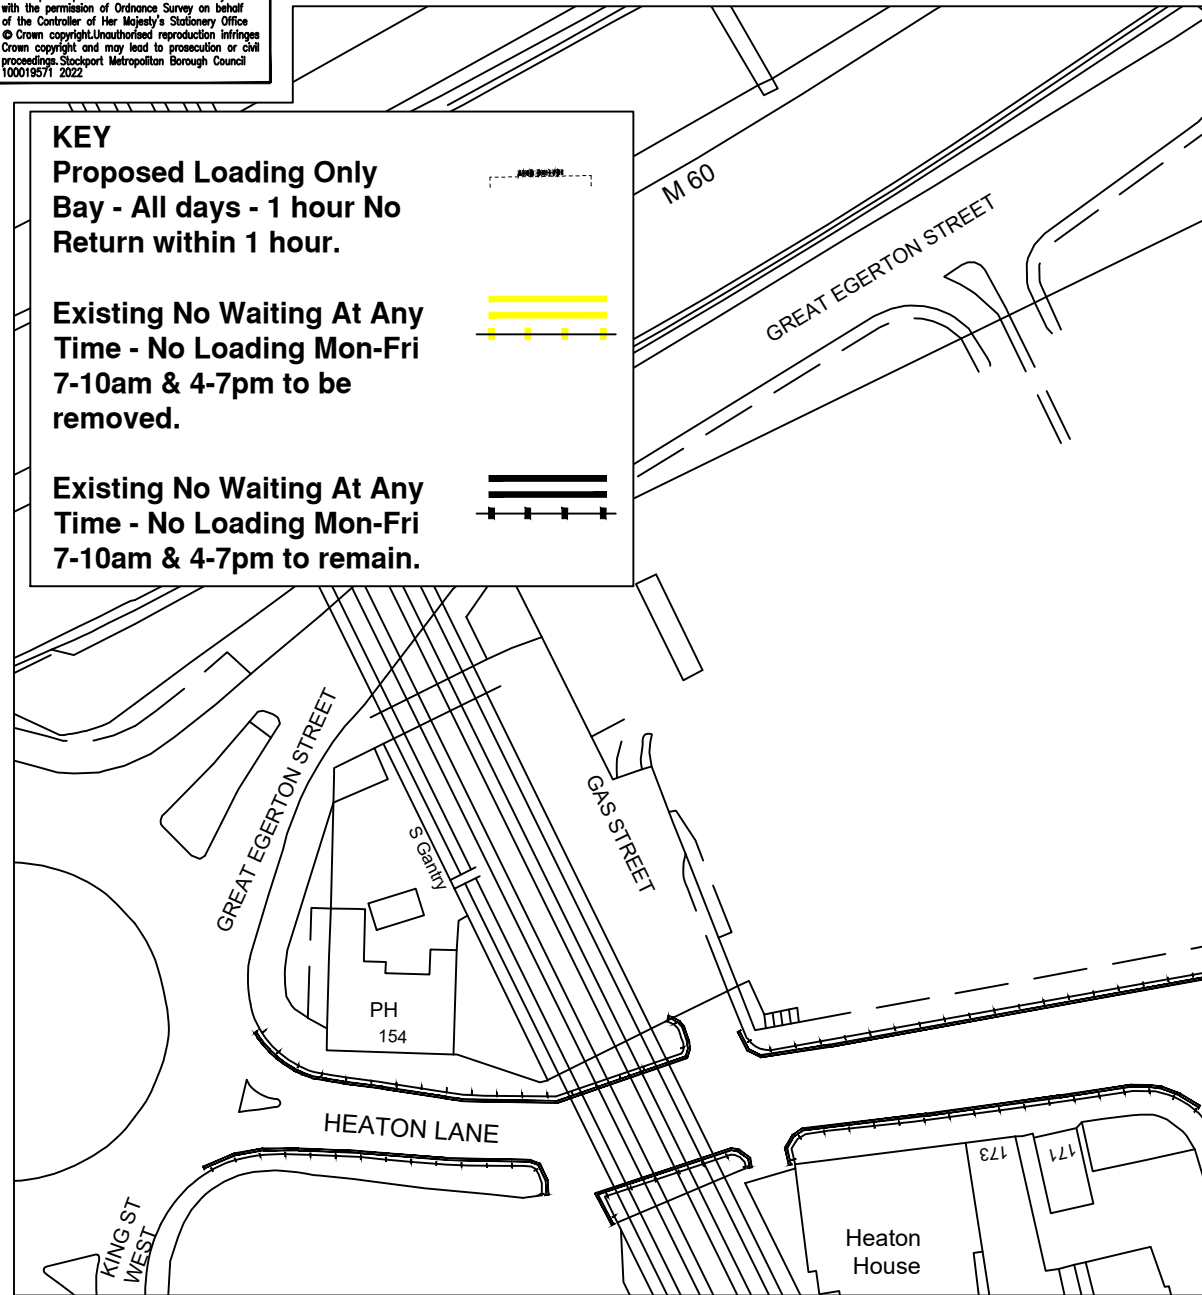 with the permission of Ordnance Survey on behalf
of the Controller of Her Majesty's Stationery Office
© Crown copyright.Unauthorised reproduction infringes
Crown copyright and may lead to prosecution or civil
proceedings. Stockport Metropolitan Borough Council
100019571 2022
KEY
Proposed Loading Only
Bay - All days - 1 hour No
Return within 1 hour.
Existing No Waiting At Any
Time - No Loading Mon-Fri
7-10am & 4-7pm to be
removed.
Existing No Waiting At Any
Time - No Loading Mon-Fri
7-10am & 4-7pm to remain.
M 60
GREAT EGERTON STREET
GREAT EGERTON STREET
GAS STREET
S Gantry
PH
154
HEATON LANE
KING ST
WEST
173
171
Heaton
House